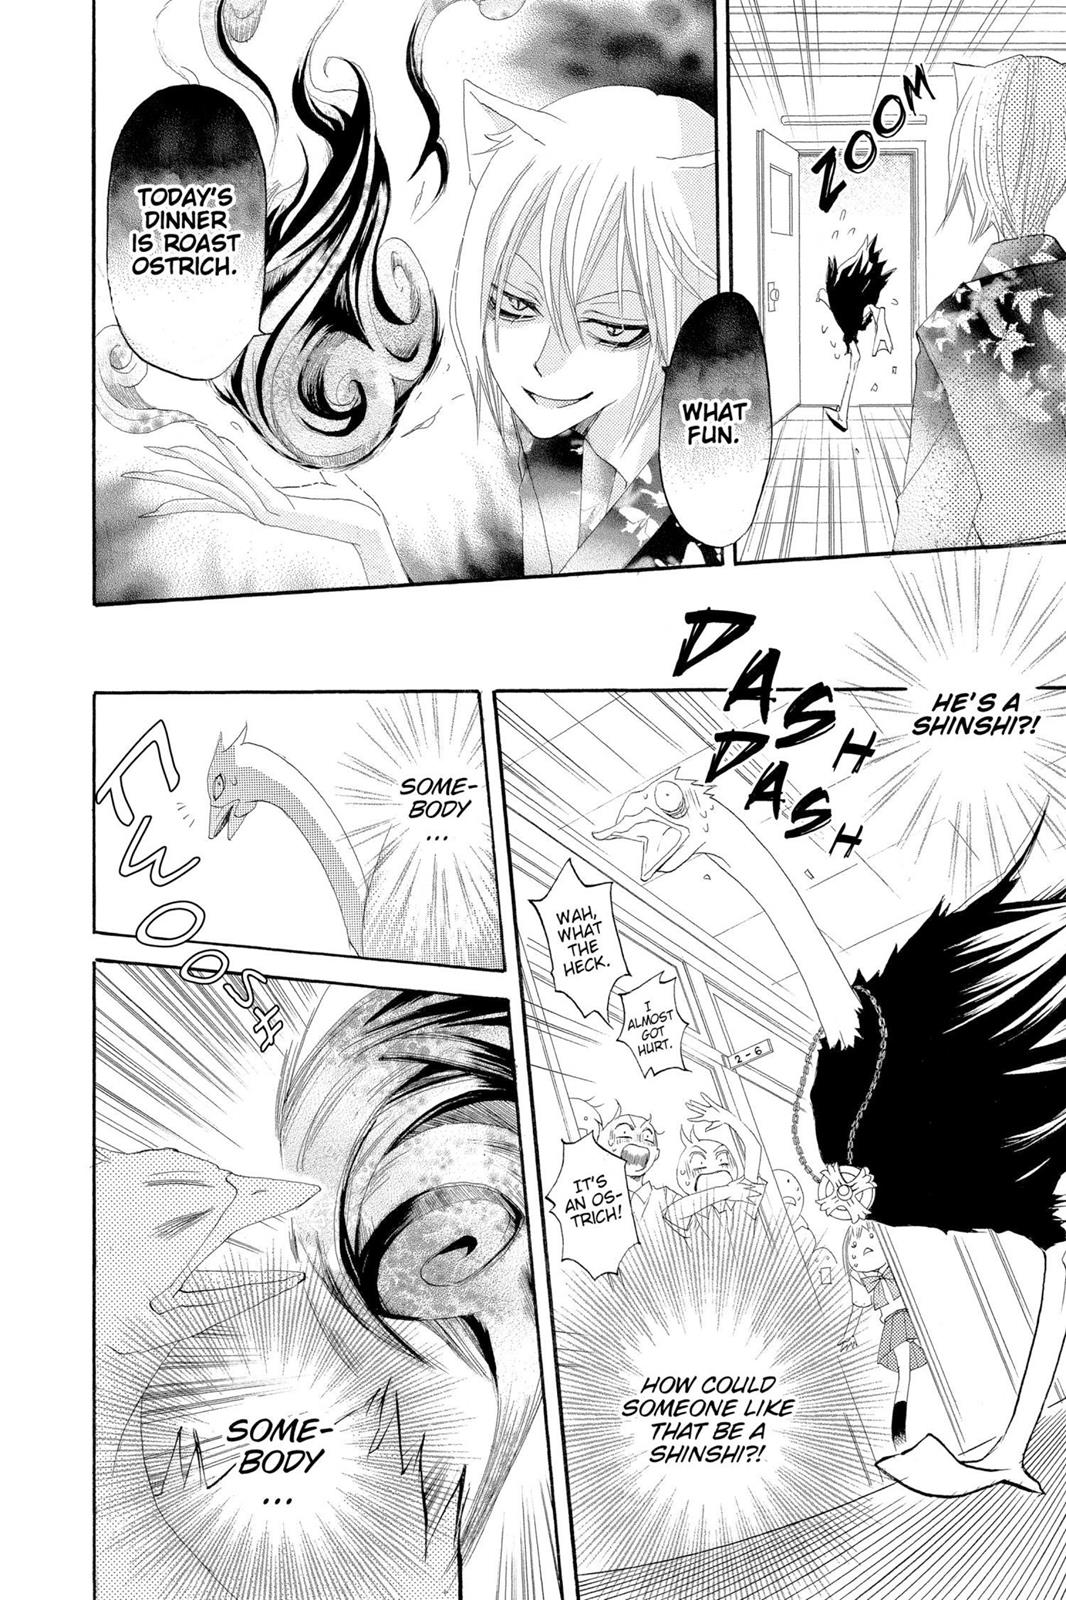 ZOOM
WHAT
FUN.
TODAY'S
DINNER
IS ROAST
OSTRICH.
HE'S A
SHINSHI?!
DASH
DASH
WAH,
WHAT
THE
HECK.
I
ALMOST
GOT
HURT.
2-6
IT'S
AN OS-
TRICH!
HOW COULD
SOMEONE LIKE
THAT BE A
SHINSHI?!
SOME-
BODY
...
FWOOSH
SOME-
BODY
...